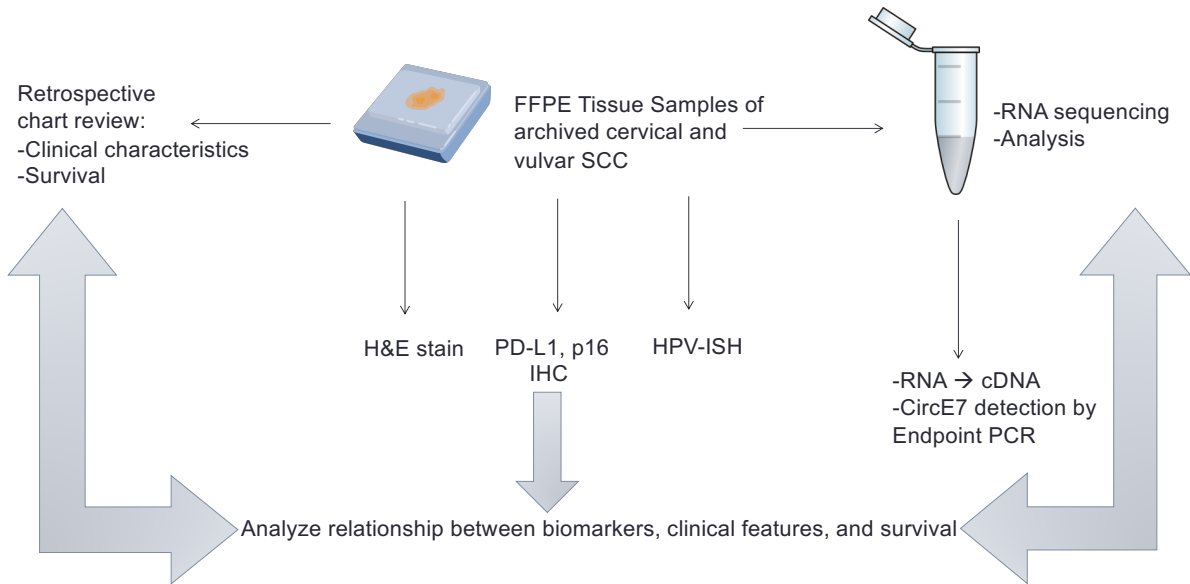 Retrospective
chart review:
-Clinical characteristics
-Survival
FFPE Tissue Samples of
archived cervical and
vulvar SCC
-RNA sequencing
-Analysis
H&E stain
PD-L1, p16
IHC
HPV-ISH
-RNA → cDNA
-CircE7 detection by
Endpoint PCR
Analyze relationship between biomarkers, clinical features, and survival